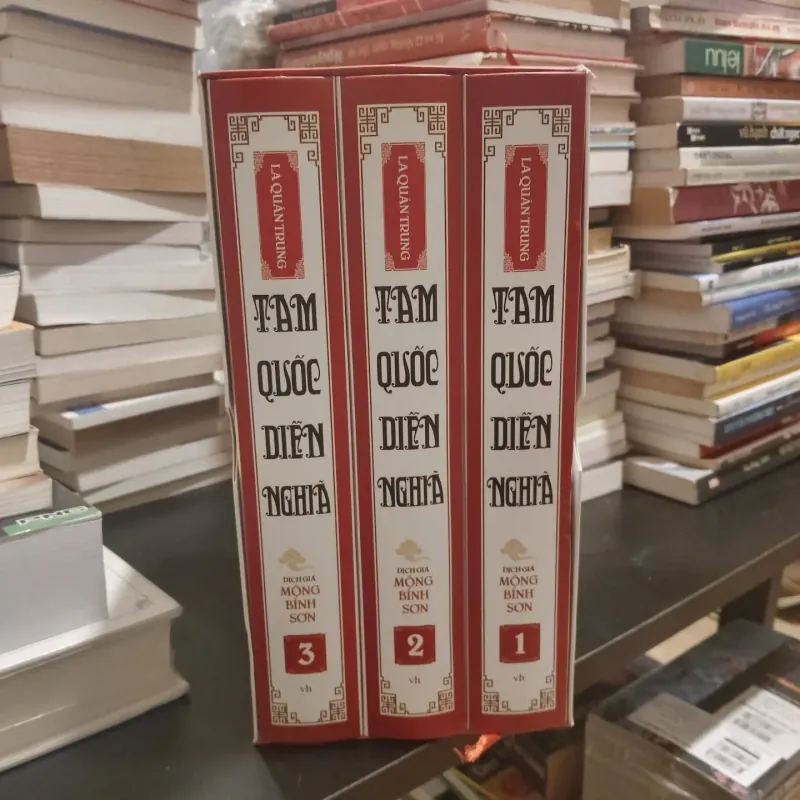 LA QUÁN TRUNG
TAM
QUỐC
DIỄN
NGHĨA
DỊCH GIẢ
MỘNG
BÌNH
SƠN
3
vh
LA QUÁN TRUNG
TAM
QUỐC
DIỄN
NGHĨA
DỊCH GIẢ
MỘNG
BÌNH
SƠN
2
vh
LA QUÁN TRUNG
TAM
QUỐC
DIỄN
NGHĨA
DỊCH GIẢ
MỘNG
BÌNH
SƠN
1
vh
leilu